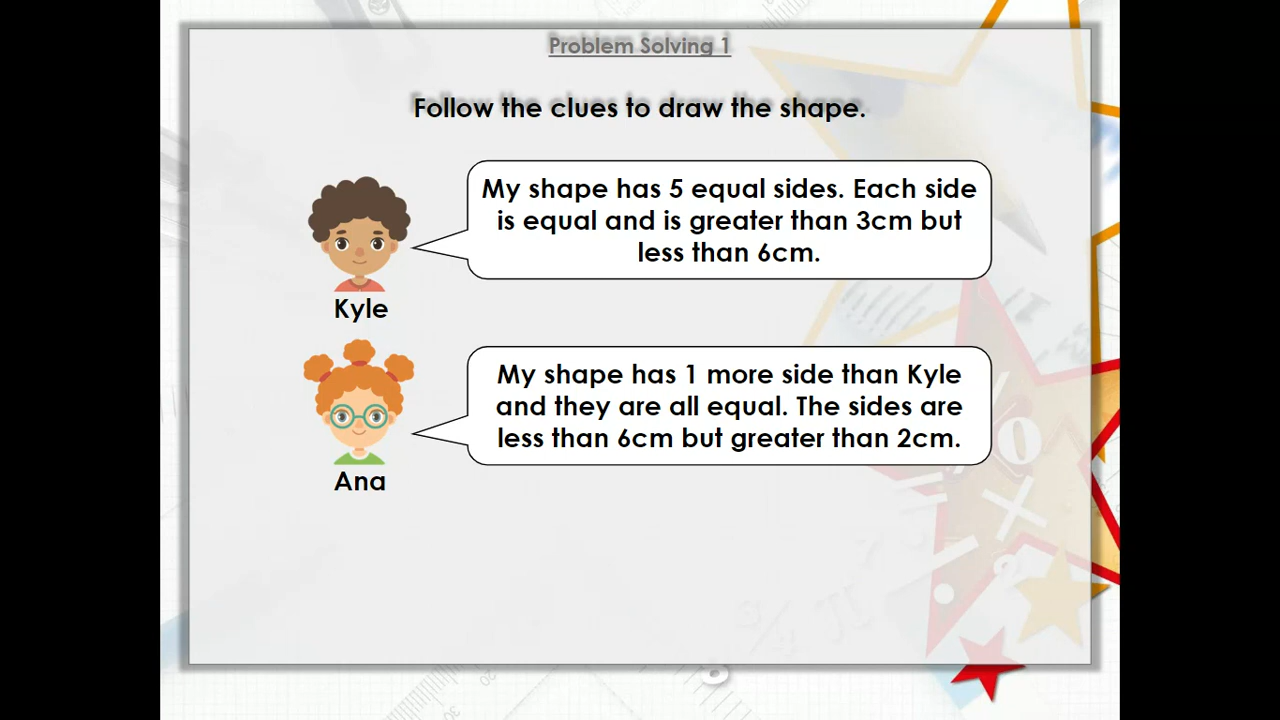 Problem Solving 1
Follow the clues to draw the shape.
My shape has 5 equal sides. Each side
is equal and is greater than 3cm but
less than 6cm.
Kyle
My shape has 1 more side than Kyle
and they are all equal. The sides are
less than 6cm but greater than 2cm.
Ana